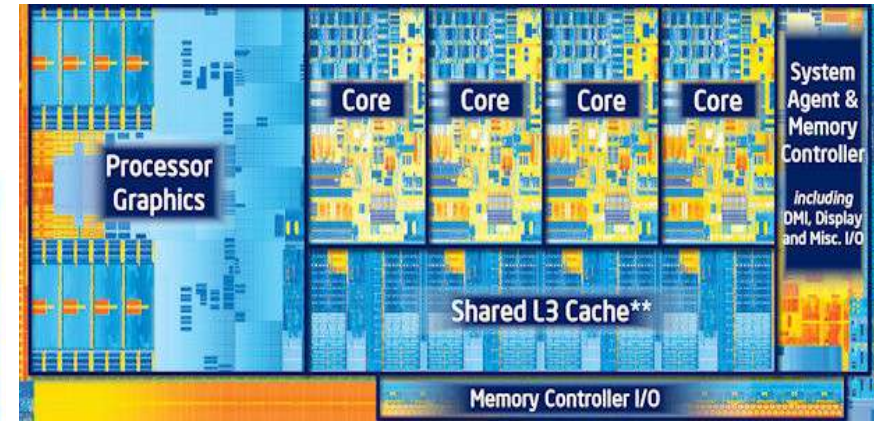 Processor
Graphics
Core
Core
Core
Core
System
Agent &
Memory
Controller
including
DMI, Display
and Misc. I/O
Shared L3 Cache**
Memory Controller I/O